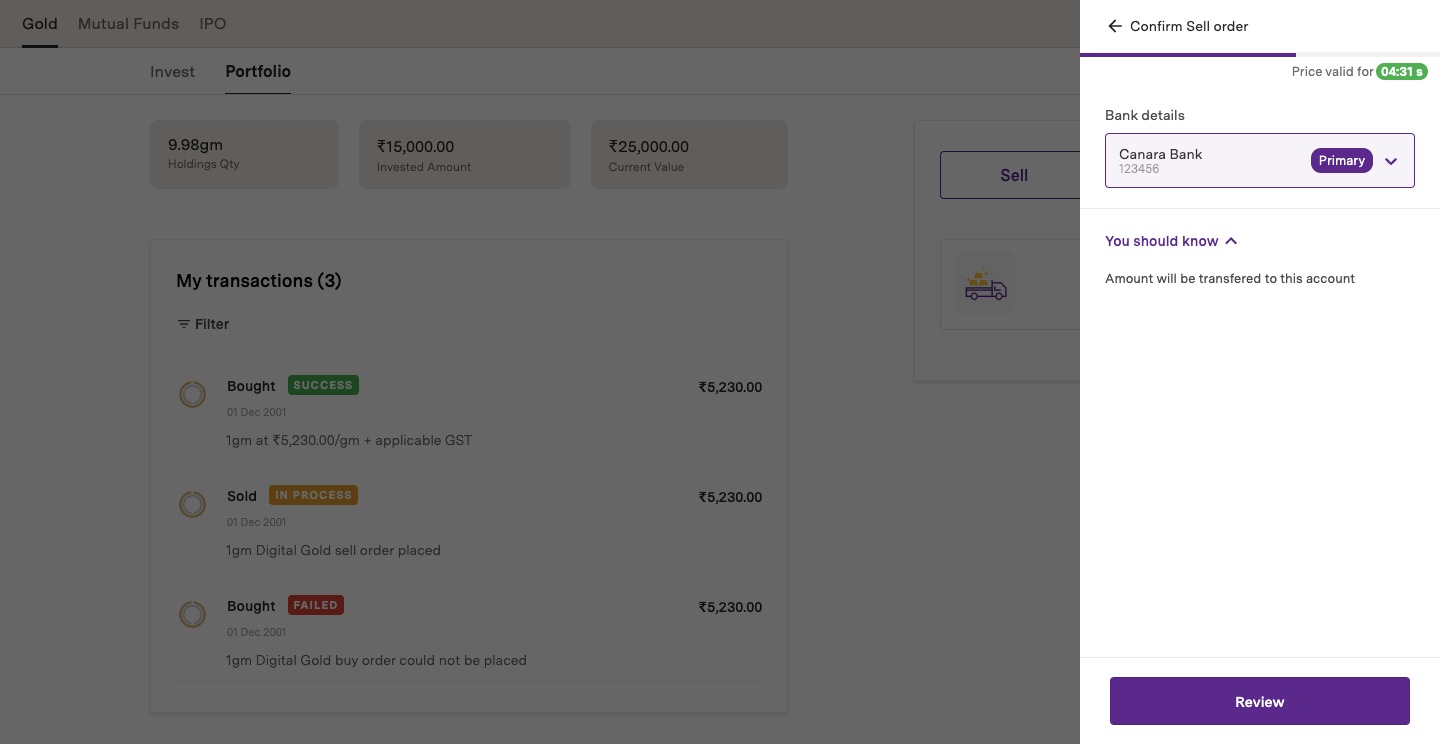 Gold Mutual Funds IPO
Invest Portfolio
9.98gm
Holdings Qty
₹15,000.00
Invested Amount
₹25,000.00
Current Value
Sell
My transactions (3)
Filter
Bought SUCCESS ₹5,230.00
01 Dec 2001
1gm at ₹5,230.00/gm + applicable GST
Sold IN PROCESS ₹5,230.00
01 Dec 2001
1gm Digital Gold sell order placed
Bought FAILED ₹5,230.00
01 Dec 2001
1gm Digital Gold buy order could not be placed
Confirm Sell order
Price valid for 04:31 s
Bank details
Canara Bank Primary
123456
You should know
Amount will be transfered to this account
Review